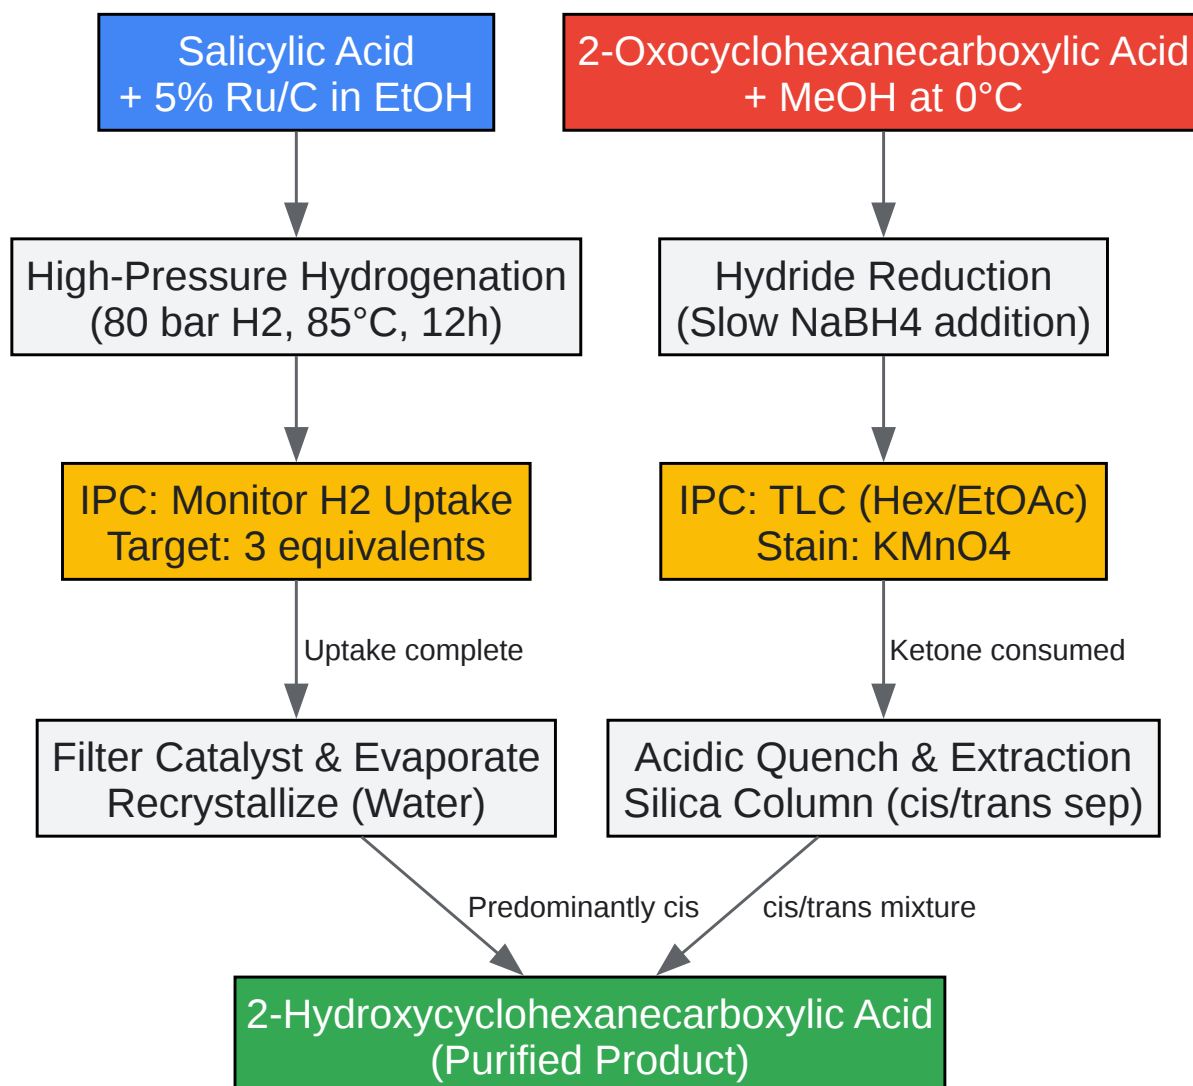 Salicylic Acid
+ 5% Ru/C in EtOH
2-Oxocyclohexanecarboxylic Acid
+ MeOH at 0°C
High-Pressure Hydrogenation
(80 bar H2, 85°C, 12h)
Hydride Reduction
(Slow NaBH4 addition)
IPC: Monitor H2 Uptake
Target: 3 equivalents
IPC: TLC (Hex/EtOAc)
Stain: KMnO4
Uptake complete
Ketone consumed
Filter Catalyst & Evaporate
Recrystallize (Water)
Acidic Quench & Extraction
Silica Column (cis/trans sep)
Predominantly cis
cis/trans mixture
2-Hydroxycyclohexanecarboxylic Acid
(Purified Product)